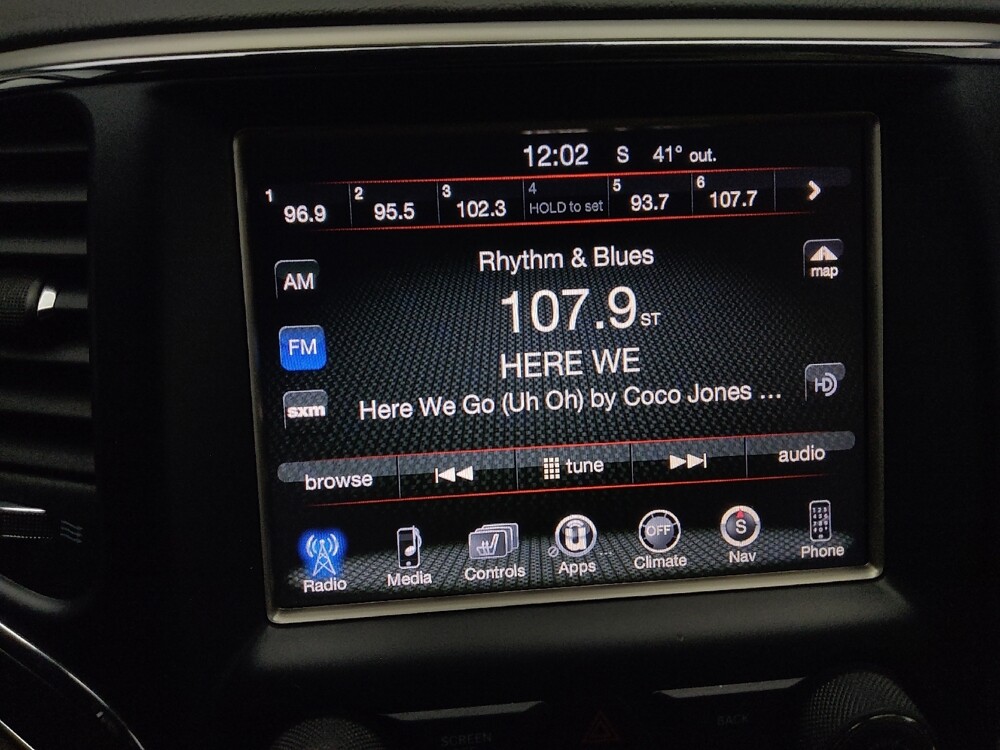 12:02 S 41° out.
1 96.9 2 95.5 3 102.3 4 HOLD to set 5 93.7 6 107.7
Rhythm & Blues
map
AM
107.9 ST
FM
HERE WE
HD
sxm
Here We Go (Uh Oh) by Coco Jones ...
browse tune audio
OFF S
Radio Media Controls Apps Climate Nav Phone
SCREEN BACK